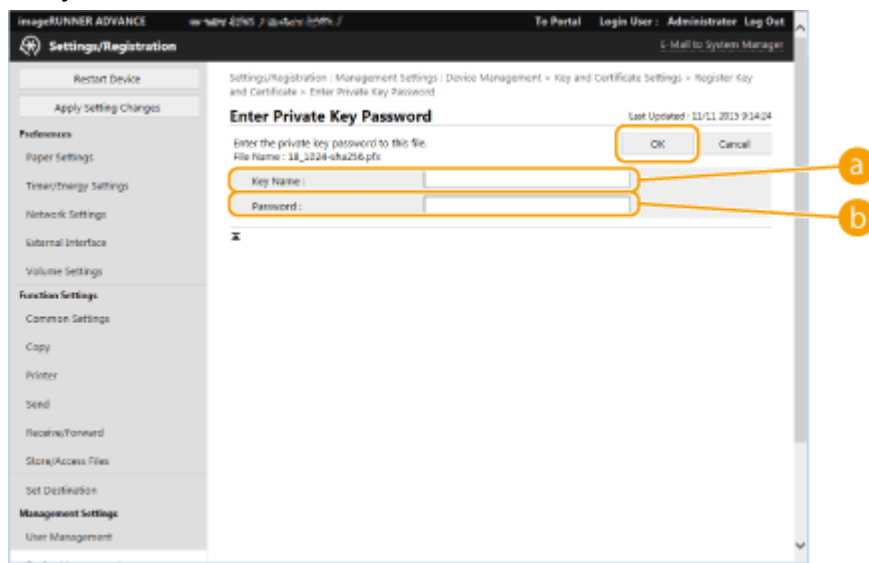 imageRUNNER ADVANCE
To Portal Login User : Administrator Log Out
Settings/Registration
E-Mail to System Manager
Restart Device
Apply Setting Changes
Preferences
Paper Settings
Timer/Energy Settings
Network Settings
External Interface
Volume Settings
Function Settings
Common Settings
Copy
Printer
Send
Receive/Forward
Store/Access Files
Set Destination
Management Settings
User Management
Settings/Registration : Management Settings : Device Management > Key and Certificate Settings > Register Key
and Certificate > Enter Private Key Password
Enter Private Key Password
Last Updated : 11/11 2015 9:14:24
Enter the private key password to this file.
File Name : 18_1024-sha256.pfx
OK
Cancel
Key Name :
Password :
a
b